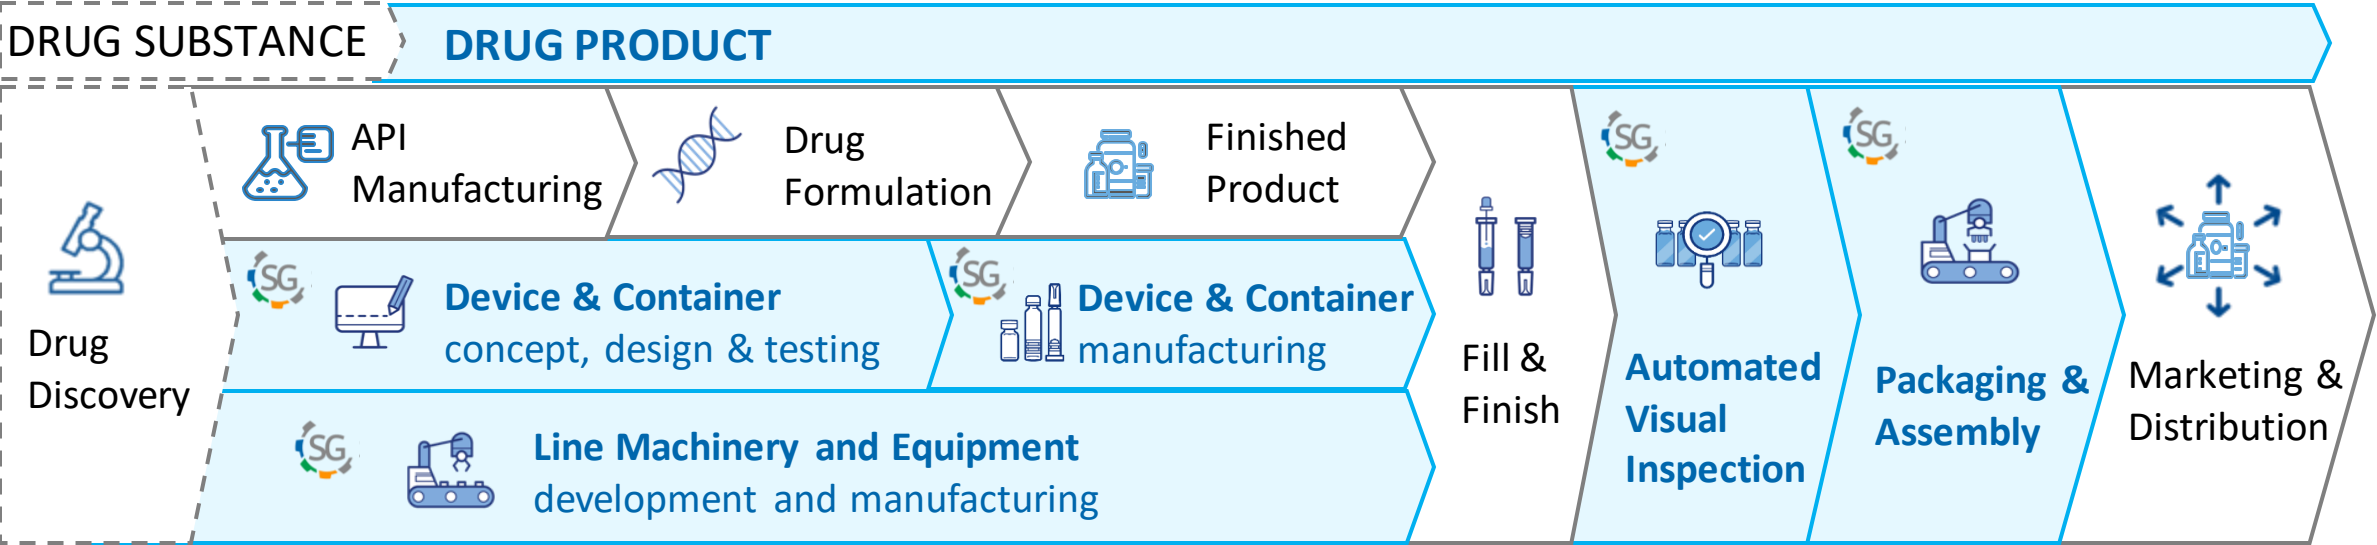 DRUG SUBSTANCE
DRUG PRODUCT
Drug
Discovery
API
Manufacturing
Drug
Formulation
Finished
Product
SG
Device & Container
concept, design & testing
SG
Device & Container
manufacturing
SG
Line Machinery and Equipment
development and manufacturing
Fill &
Finish
SG
Automated
Visual
Inspection
SG
Packaging &
Assembly
Marketing &
Distribution